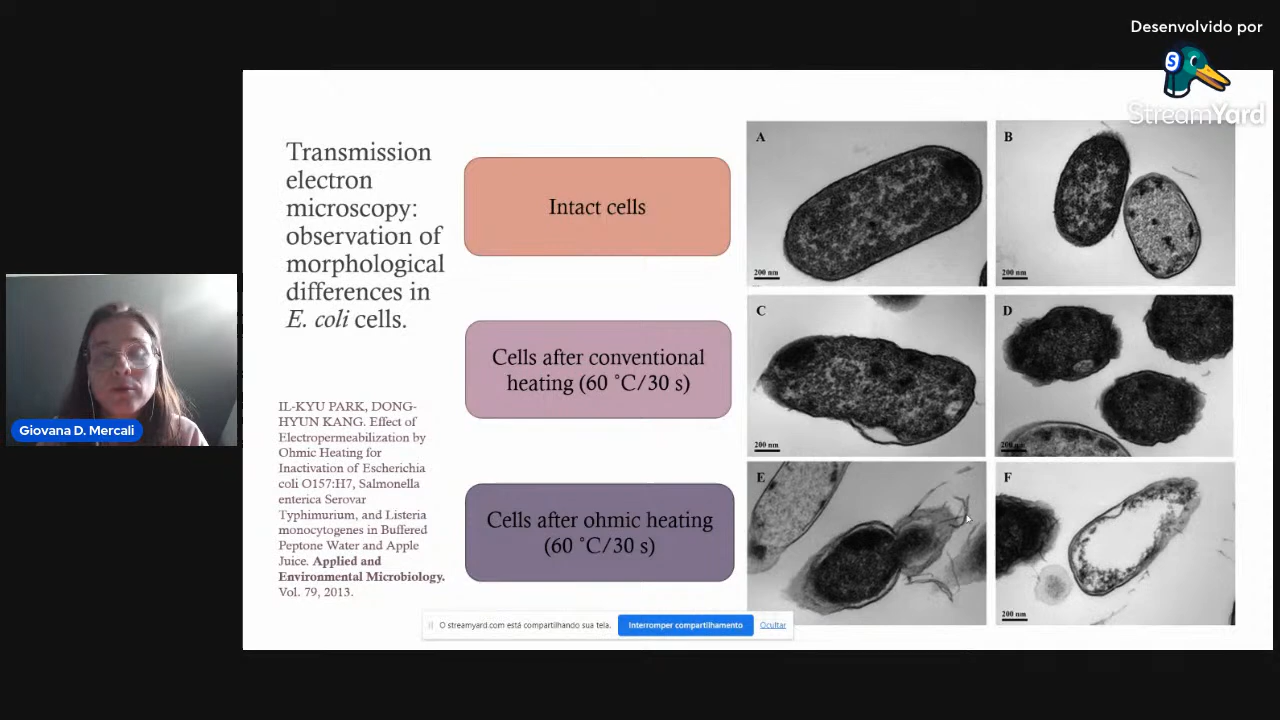 Desenvolvido por
StreamYard
Transmission
electron
microscopy:
observation of
morphological
differences in
E. coli cells.
IL-KYU PARK, DONG-
HYUN KANG. Effect of
Electropermeabilization by
Ohmic Heating for
Inactivation of Escherichia
coli O157:H7, Salmonella
enterica Serovar
Typhimurium, and Listeria
monocytogenes in Buffered
Peptone Water and Apple
Juice. Applied and
Environmental Microbiology.
Vol. 79, 2013.
Intact cells
Cells after conventional
heating (60 ˚C/30 s)
Cells after ohmic heating
(60 ˚C/30 s)
A
200 nm
B
200 nm
C
200 nm
D
200 nm
E
F
200 nm
Giovana D. Mercali
O streamyard.com está compartilhando sua tela.
Interromper compartilhamento
Ocultar